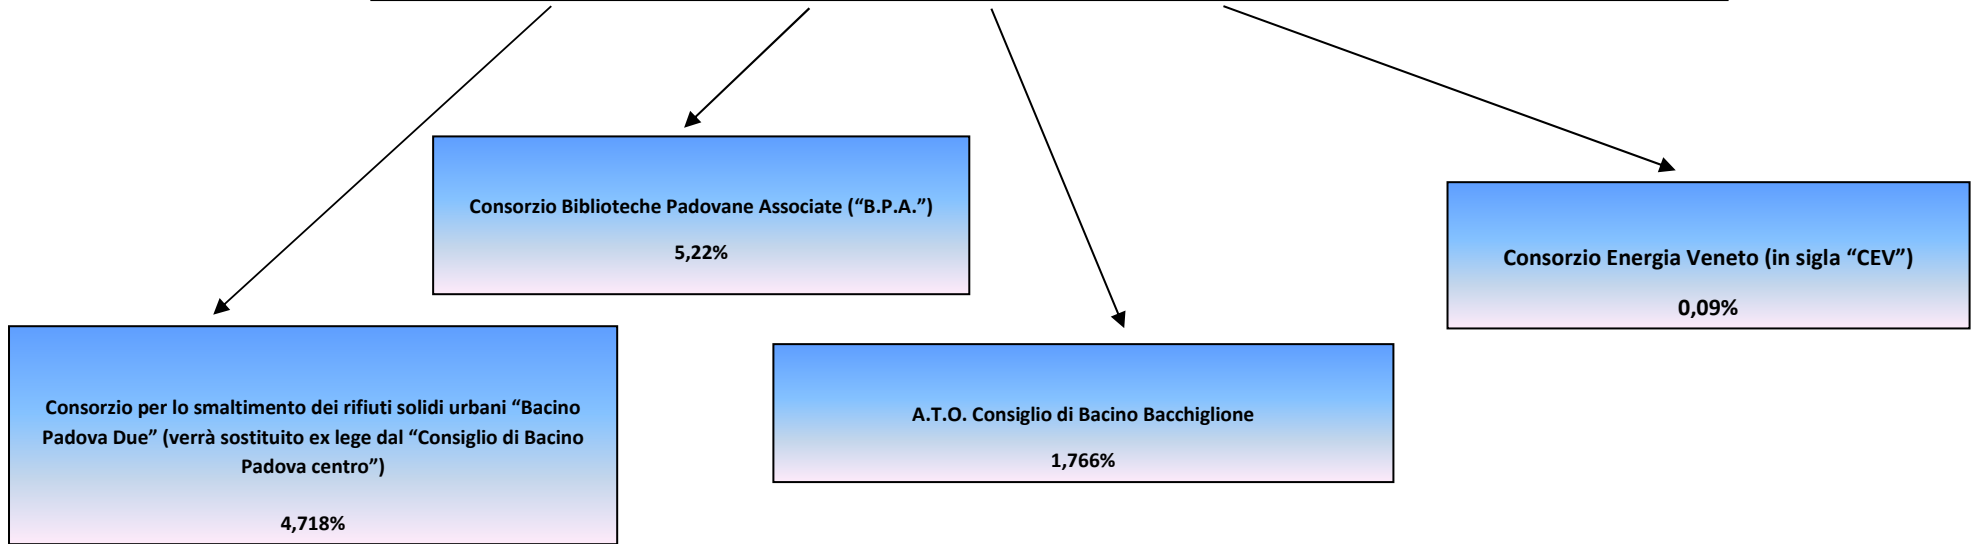 Consorzio Biblioteche Padovane Associate (“B.P.A.”)
5,22%
Consorzio Energia Veneto (in sigla “CEV”)
0,09%
Consorzio per lo smaltimento dei rifiuti solidi urbani “Bacino
Padova Due” (verrà sostituito ex lege dal “Consiglio di Bacino
Padova centro”)
4,718%
A.T.O. Consiglio di Bacino Bacchiglione
1,766%